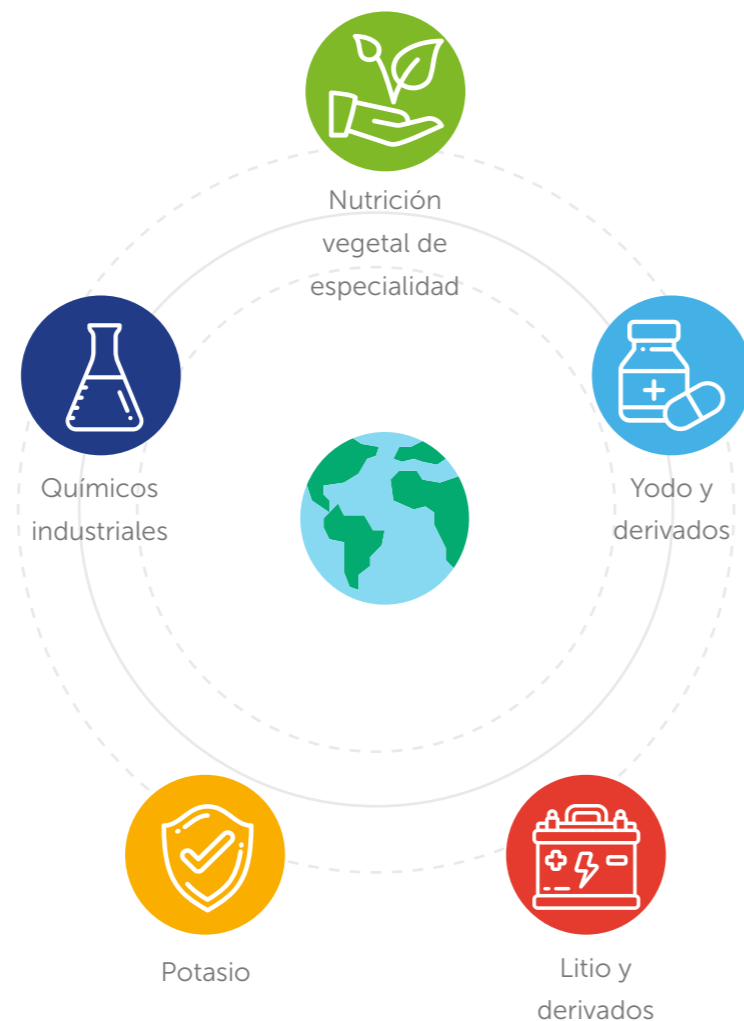 Nutrición
vegetal de
especialidad
Químicos
industriales
Yodo y
derivados
Potasio
Litio y
derivados